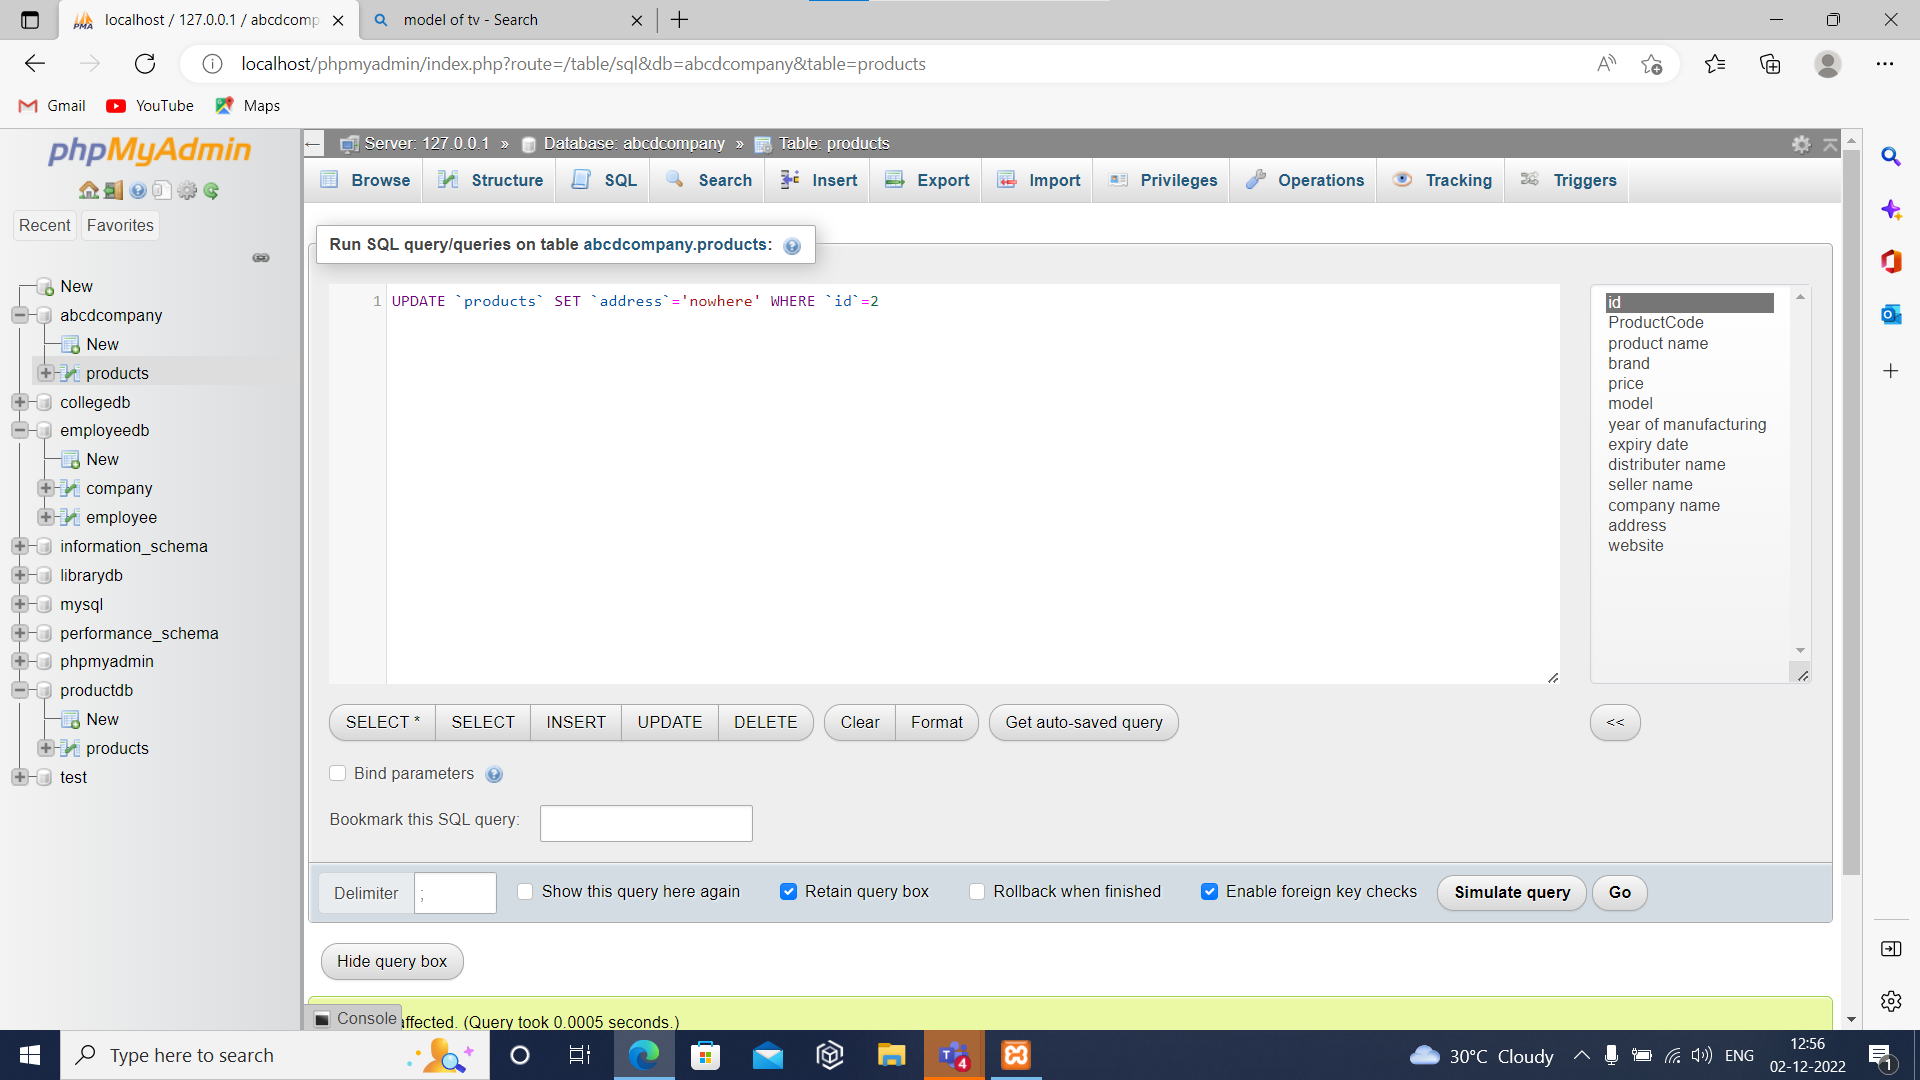 localhost / 127.0.0.1 / abcdcomp
model of tv - Search
localhost/phpmyadmin/index.php?route=/table/sql&db=abcdcompany&table=products
Gmail
YouTube
Maps
phpMyAdmin
Recent
Favorites
New
abcdcompany
New
products
collegedb
employeedb
New
company
employee
information_schema
librarydb
mysql
performance_schema
phpmyadmin
productdb
New
products
test
Server: 127.0.0.1 » Database: abcdcompany » Table: products
Browse
Structure
SQL
Search
Insert
Export
Import
Privileges
Operations
Tracking
Triggers
Run SQL query/queries on table abcdcompany.products:
1
UPDATE `products` SET `address`='nowhere' WHERE `id`=2
id
ProductCode
product name
brand
price
model
year of manufacturing
expiry date
distributer name
seller name
company name
address
website
SELECT *
SELECT
INSERT
UPDATE
DELETE
Clear
Format
Get auto-saved query
<<
Bind parameters
Bookmark this SQL query:
Delimiter
;
Show this query here again
Retain query box
Rollback when finished
Enable foreign key checks
Simulate query
Go
Hide query box
Console
affected. (Query took 0.0005 seconds.)
Type here to search
4
30°C Cloudy
ENG
12:56
02-12-2022
1